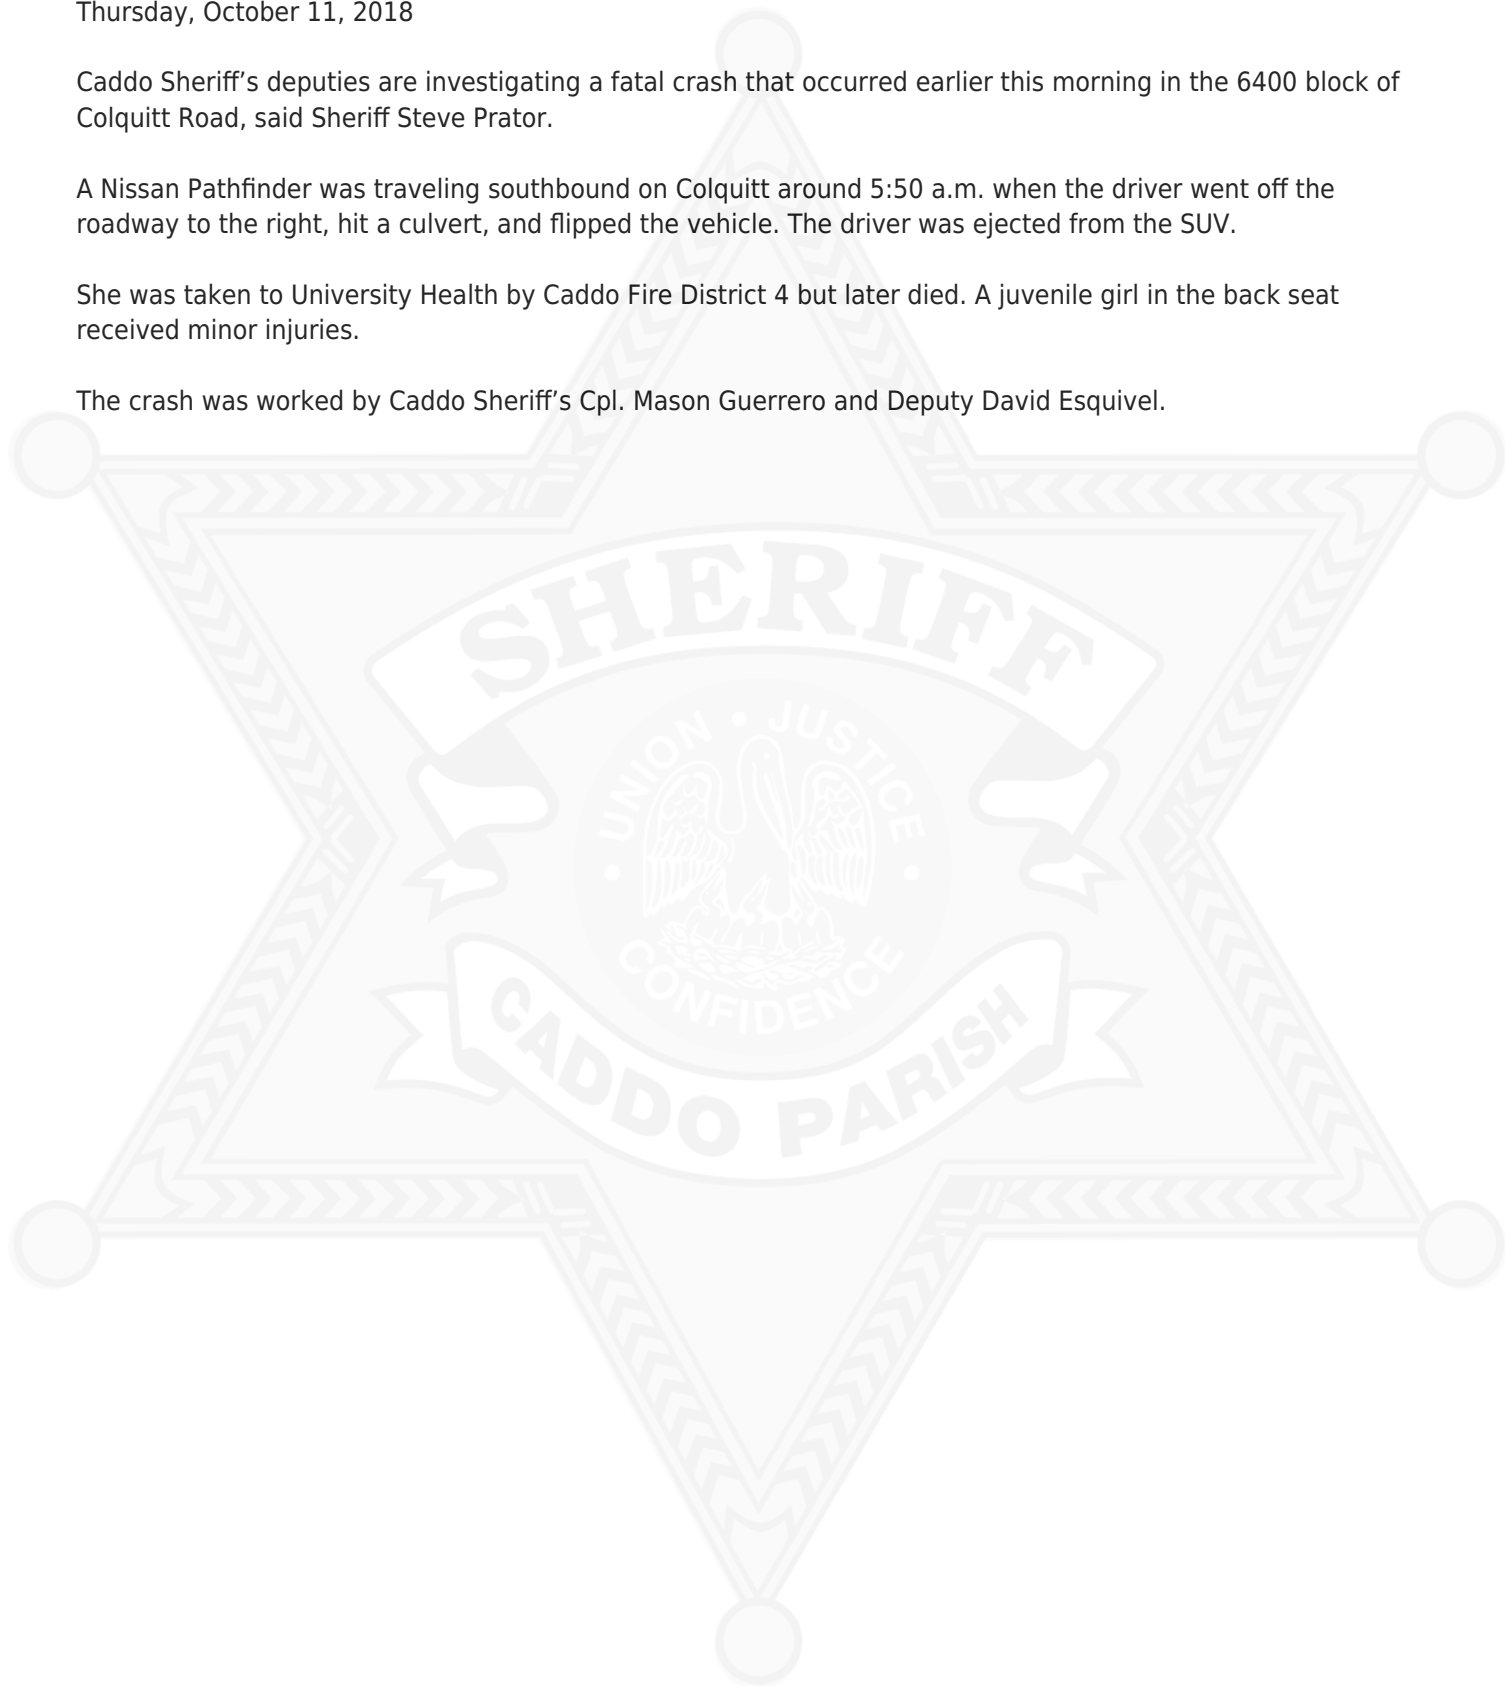 Thursday, October 11, 2018
Caddo Sheriff’s deputies are investigating a fatal crash that occurred earlier this morning in the 6400 block of
Colquitt Road, said Sheriff Steve Prator.
A Nissan Pathfinder was traveling southbound on Colquitt around 5:50 a.m. when the driver went off the
roadway to the right, hit a culvert, and flipped the vehicle. The driver was ejected from the SUV.
She was taken to University Health by Caddo Fire District 4 but later died. A juvenile girl in the back seat
received minor injuries.
The crash was worked by Caddo Sheriff’s Cpl. Mason Guerrero and Deputy David Esquivel.
SHERIFF
UNION • JUSTICE
• CONFIDENCE •
CADDO PARISH